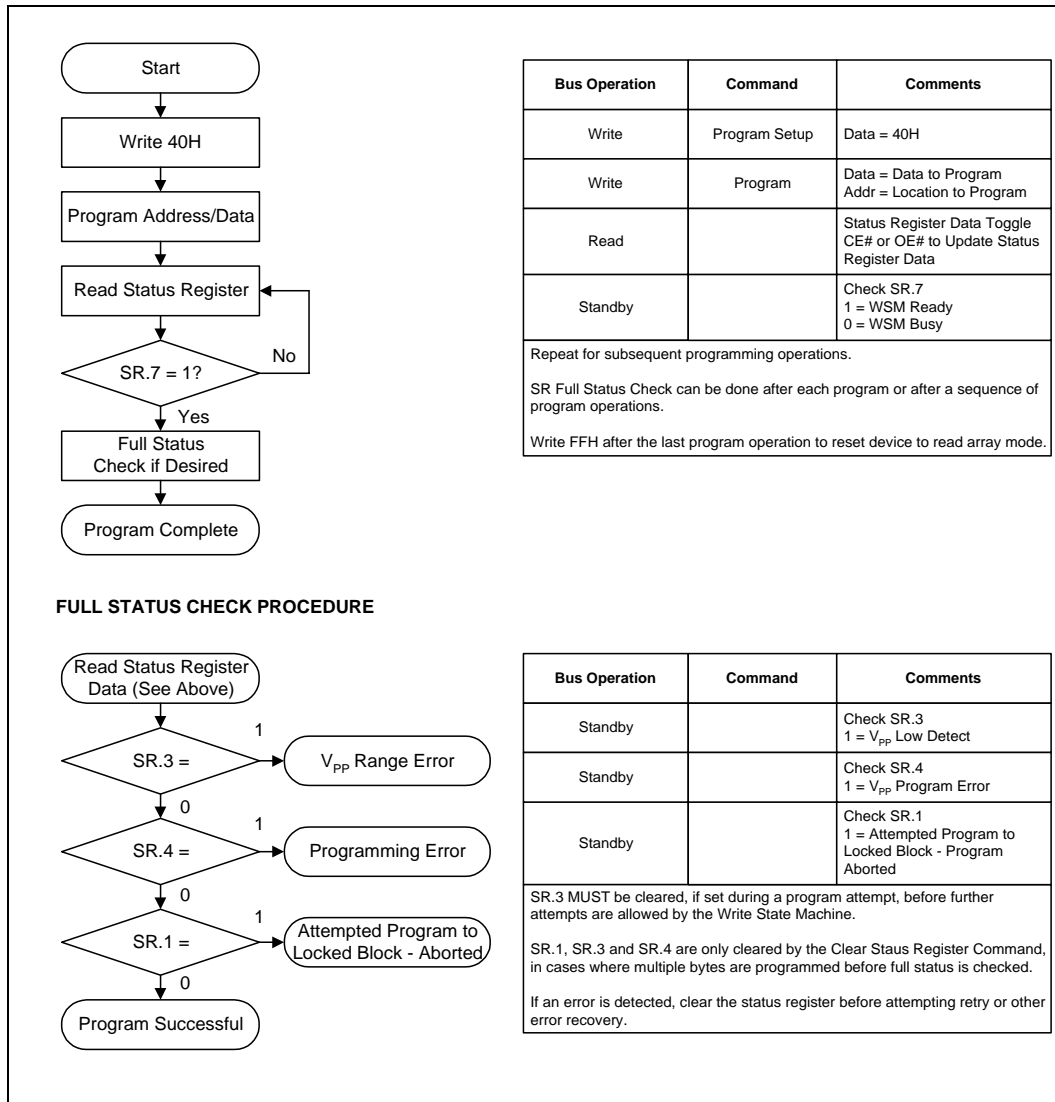 Start
Write 40H
Program Address/Data
Read Status Register
No
SR.7 = 1?
Yes
Full Status
Check if Desired
Program Complete
Bus Operation Command Comments
Write Program Setup Data = 40H
Write Program Data = Data to Program
Addr = Location to Program
Read Status Register Data Toggle
CE# or OE# to Update Status
Register Data
Standby Check SR.7
1 = WSM Ready
0 = WSM Busy
Repeat for subsequent programming operations.
SR Full Status Check can be done after each program or after a sequence of
program operations.
Write FFH after the last program operation to reset device to read array mode.
FULL STATUS CHECK PROCEDURE
Read Status Register
Data (See Above)
1
SR.3 = VPP Range Error
0
1
SR.4 = Programming Error
0
1
SR.1 = Attempted Program to
Locked Block - Aborted
0
Program Successful
Bus Operation Command Comments
Standby Check SR.3
1 = VPP Low Detect
Standby Check SR.4
1 = VPP Program Error
Standby Check SR.1
1 = Attempted Program to
Locked Block - Program
Aborted
SR.3 MUST be cleared, if set during a program attempt, before further
attempts are allowed by the Write State Machine.
SR.1, SR.3 and SR.4 are only cleared by the Clear Staus Register Command,
in cases where multiple bytes are programmed before full status is checked.
If an error is detected, clear the status register before attempting retry or other
error recovery.